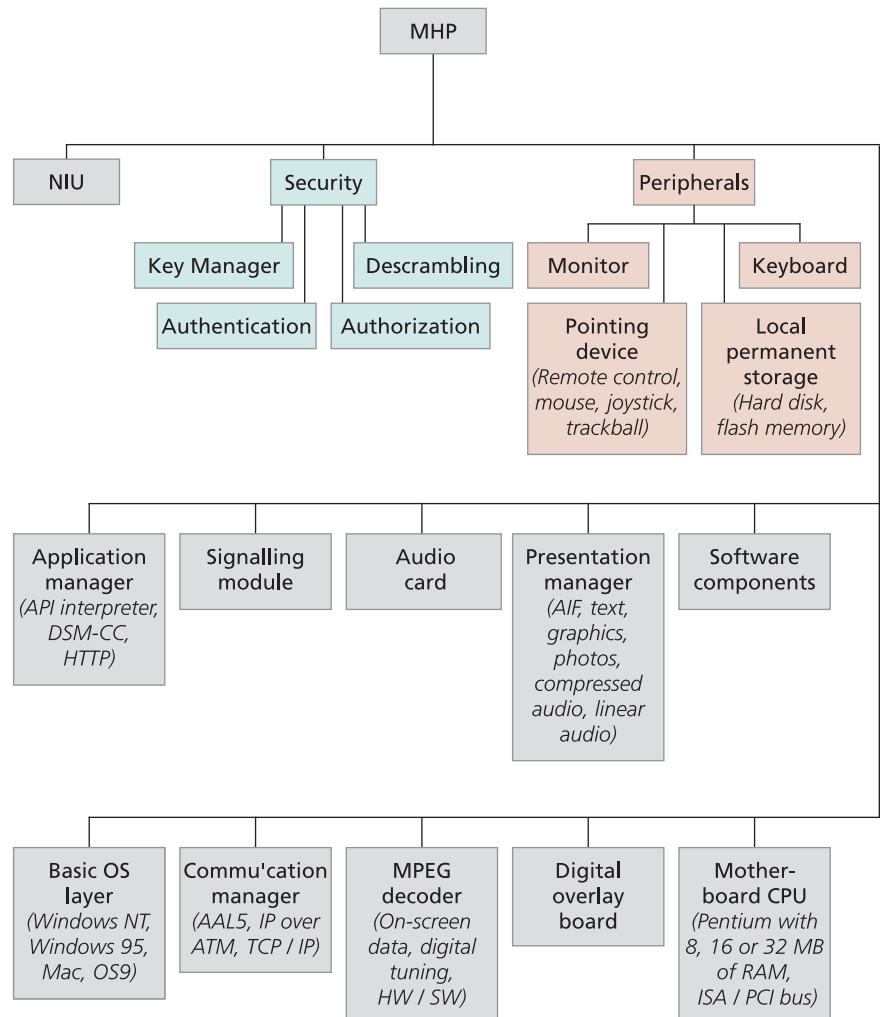 MHP
NIU
Security
Peripherals
Key Manager
Descrambling
Monitor
Keyboard
Authentication
Authorization
Pointing
device
(Remote control,
mouse, joystick,
trackball)
Local
permanent
storage
(Hard disk,
flash memory)
Application
manager
(API interpreter,
DSM-CC,
HTTP)
Signalling
module
Audio
card
Presentation
manager
(AIF, text,
graphics,
photos,
compressed
audio, linear
audio)
Software
components
Basic OS
layer
(Windows NT,
Windows 95,
Mac, OS9)
Commu'cation
manager
(AAL5, IP over
ATM, TCP / IP)
MPEG
decoder
(On-screen
data, digital
tuning,
HW / SW)
Digital
overlay
board
Mother-
board CPU
(Pentium with
8, 16 or 32 MB
of RAM,
ISA / PCI bus)